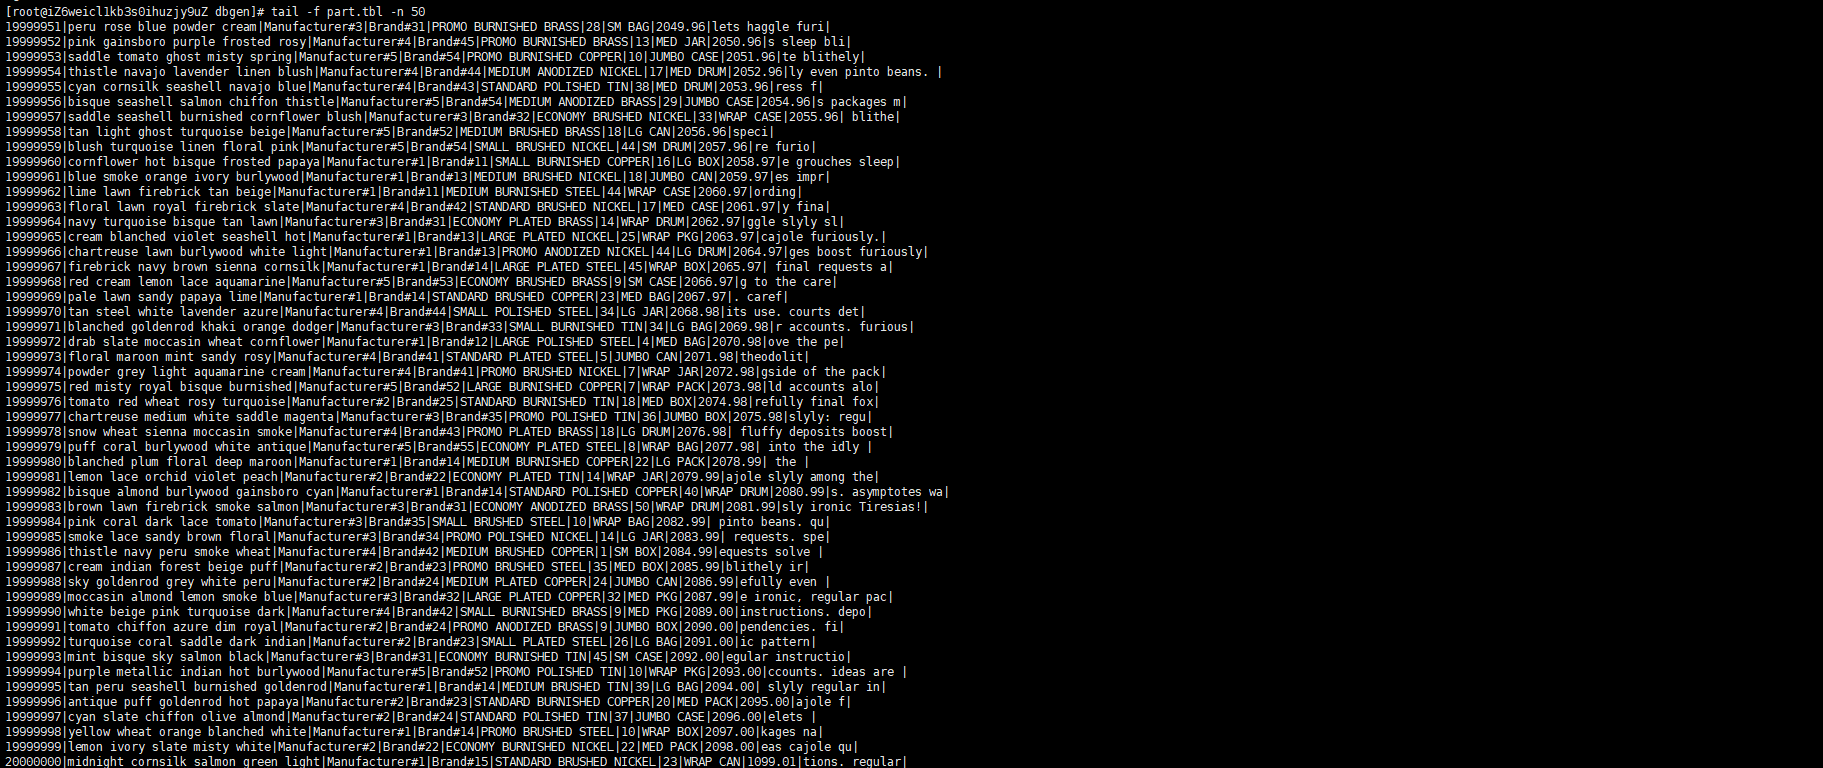 [root@iZ6weicl1kb3s0ihuzjy9uZ dbgen]# tail -f part.tbl -n 50
19999951|peru rose blue powder cream|Manufacturer#3|Brand#31|PROMO BURNISHED BRASS|28|SM BAG|2049.96|lets haggle furi|
19999952|pink gainsboro purple frosted rosy|Manufacturer#4|Brand#45|PROMO BURNISHED BRASS|13|MED JAR|2050.96|s sleep bli|
19999953|saddle tomato ghost misty spring|Manufacturer#5|Brand#54|PROMO BURNISHED COPPER|10|JUMBO CASE|2051.96|te blithely|
19999954|thistle navajo lavender linen blush|Manufacturer#4|Brand#44|MEDIUM ANODIZED NICKEL|17|MED DRUM|2052.96|ly even pinto beans. |
19999955|cyan cornsilk seashell navajo blue|Manufacturer#4|Brand#43|STANDARD POLISHED TIN|38|MED DRUM|2053.96|ress f|
19999956|bisque seashell salmon chiffon thistle|Manufacturer#5|Brand#54|MEDIUM ANODIZED BRASS|29|JUMBO CASE|2054.96|s packages m|
19999957|saddle seashell burnished cornflower blush|Manufacturer#3|Brand#32|ECONOMY BRUSHED NICKEL|33|WRAP CASE|2055.96| blithe|
19999958|tan light ghost turquoise beige|Manufacturer#5|Brand#52|MEDIUM BRUSHED BRASS|18|LG CAN|2056.96|speci|
19999959|blush turquoise linen floral pink|Manufacturer#5|Brand#54|SMALL BRUSHED NICKEL|44|SM DRUM|2057.96|re furio|
19999960|cornflower hot bisque frosted papaya|Manufacturer#1|Brand#11|SMALL BURNISHED COPPER|16|LG BOX|2058.97|e grouches sleep|
19999961|blue smoke orange ivory burlywood|Manufacturer#1|Brand#13|MEDIUM BRUSHED NICKEL|18|JUMBO CAN|2059.97|es impr|
19999962|lime lawn firebrick tan beige|Manufacturer#1|Brand#11|MEDIUM BURNISHED STEEL|44|WRAP CASE|2060.97|ording|
19999963|floral lawn royal firebrick slate|Manufacturer#4|Brand#42|STANDARD BRUSHED NICKEL|17|MED CASE|2061.97|y fina|
19999964|navy turquoise bisque tan lawn|Manufacturer#3|Brand#31|ECONOMY PLATED BRASS|14|WRAP DRUM|2062.97|ggle slyly sl|
19999965|cream blanched violet seashell hot|Manufacturer#1|Brand#13|LARGE PLATED NICKEL|25|WRAP PKG|2063.97|cajole furiously.|
19999966|chartreuse lawn burlywood white light|Manufacturer#1|Brand#13|PROMO ANODIZED NICKEL|44|LG DRUM|2064.97|ges boost furiously|
19999967|firebrick navy brown sienna cornsilk|Manufacturer#1|Brand#14|LARGE PLATED STEEL|45|WRAP BOX|2065.97| final requests a|
19999968|red cream lemon lace aquamarine|Manufacturer#5|Brand#53|ECONOMY BRUSHED BRASS|9|SM CASE|2066.97|g to the care|
19999969|pale lawn sandy papaya lime|Manufacturer#1|Brand#14|STANDARD BRUSHED COPPER|23|MED BAG|2067.97|. caref|
19999970|tan steel white lavender azure|Manufacturer#4|Brand#44|SMALL POLISHED STEEL|34|LG JAR|2068.98|its use. courts det|
19999971|blanched goldenrod khaki orange dodger|Manufacturer#3|Brand#33|SMALL BURNISHED TIN|34|LG BAG|2069.98|r accounts. furious|
19999972|drab slate moccasin wheat cornflower|Manufacturer#1|Brand#12|LARGE POLISHED STEEL|4|MED BAG|2070.98|ove the pe|
19999973|floral maroon mint sandy rosy|Manufacturer#4|Brand#41|STANDARD PLATED STEEL|5|JUMBO CAN|2071.98|theodolit|
19999974|powder grey light aquamarine cream|Manufacturer#4|Brand#41|PROMO BRUSHED NICKEL|7|WRAP JAR|2072.98|gside of the pack|
19999975|red misty royal bisque burnished|Manufacturer#5|Brand#52|LARGE BURNISHED COPPER|7|WRAP PACK|2073.98|ld accounts alo|
19999976|tomato red wheat rosy turquoise|Manufacturer#2|Brand#25|STANDARD BURNISHED TIN|18|MED BOX|2074.98|refully final fox|
19999977|chartreuse medium white saddle magenta|Manufacturer#3|Brand#35|PROMO POLISHED TIN|36|JUMBO BOX|2075.98|slyly: regu|
19999978|snow wheat sienna moccasin smoke|Manufacturer#4|Brand#43|PROMO PLATED BRASS|18|LG DRUM|2076.98| fluffy deposits boost|
19999979|puff coral burlywood white antique|Manufacturer#5|Brand#55|ECONOMY PLATED STEEL|8|WRAP BAG|2077.98| into the idly |
19999980|blanched plum floral deep maroon|Manufacturer#1|Brand#14|MEDIUM BURNISHED COPPER|22|LG PACK|2078.99| the |
19999981|lemon lace orchid violet peach|Manufacturer#2|Brand#22|ECONOMY PLATED TIN|14|WRAP JAR|2079.99|ajole slyly among the|
19999982|bisque almond burlywood gainsboro cyan|Manufacturer#1|Brand#14|STANDARD POLISHED COPPER|40|WRAP DRUM|2080.99|s. asymptotes wa|
19999983|brown lawn firebrick smoke salmon|Manufacturer#3|Brand#31|ECONOMY ANODIZED BRASS|50|WRAP DRUM|2081.99|sly ironic Tiresias!|
19999984|pink coral dark lace tomato|Manufacturer#3|Brand#35|SMALL BRUSHED STEEL|10|WRAP BAG|2082.99| pinto beans. qu|
19999985|smoke lace sandy brown floral|Manufacturer#3|Brand#34|PROMO POLISHED NICKEL|14|LG JAR|2083.99| requests. spe|
19999986|thistle navy peru smoke wheat|Manufacturer#4|Brand#42|MEDIUM BRUSHED COPPER|1|SM BOX|2084.99|equests solve |
19999987|cream indian forest beige puff|Manufacturer#2|Brand#23|PROMO BRUSHED STEEL|35|MED BOX|2085.99|blithely ir|
19999988|sky goldenrod grey white peru|Manufacturer#2|Brand#24|MEDIUM PLATED COPPER|24|JUMBO CAN|2086.99|efully even |
19999989|moccasin almond lemon smoke blue|Manufacturer#3|Brand#32|LARGE PLATED COPPER|32|MED PKG|2087.99|e ironic, regular pac|
19999990|white beige pink turquoise dark|Manufacturer#4|Brand#42|SMALL BURNISHED BRASS|9|MED PKG|2089.00|instructions. depo|
19999991|tomato chiffon azure dim royal|Manufacturer#2|Brand#24|PROMO ANODIZED BRASS|9|JUMBO BOX|2090.00|pendencies. fi|
19999992|turquoise coral saddle dark indian|Manufacturer#2|Brand#23|SMALL PLATED STEEL|26|LG BAG|2091.00|ic pattern|
19999993|mint bisque sky salmon black|Manufacturer#3|Brand#31|ECONOMY BURNISHED TIN|45|SM CASE|2092.00|egular instructio|
19999994|purple metallic indian hot burlywood|Manufacturer#5|Brand#52|PROMO POLISHED TIN|10|WRAP PKG|2093.00|ccounts. ideas are |
19999995|tan peru seashell burnished goldenrod|Manufacturer#1|Brand#14|MEDIUM BRUSHED TIN|39|LG BAG|2094.00| slyly regular in|
19999996|antique puff goldenrod hot papaya|Manufacturer#2|Brand#23|STANDARD BURNISHED COPPER|20|MED PACK|2095.00|ajole f|
19999997|cyan slate chiffon olive almond|Manufacturer#2|Brand#24|STANDARD POLISHED TIN|37|JUMBO CASE|2096.00|elets |
19999998|yellow wheat orange blanched white|Manufacturer#1|Brand#14|PROMO BRUSHED STEEL|10|WRAP BOX|2097.00|kages na|
19999999|lemon ivory slate misty white|Manufacturer#2|Brand#22|ECONOMY BURNISHED NICKEL|22|MED PACK|2098.00|eas cajole qu|
20000000|midnight cornsilk salmon green light|Manufacturer#1|Brand#15|STANDARD BRUSHED NICKEL|23|WRAP CAN|1099.01|tions. regular|